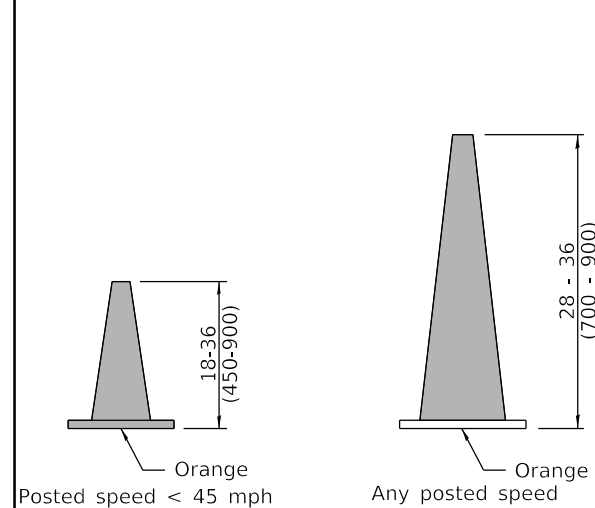 18-36
(450-900)
Orange
Posted speed < 45 mph
28 - 36
(700 - 900)
Orange
Any posted speed